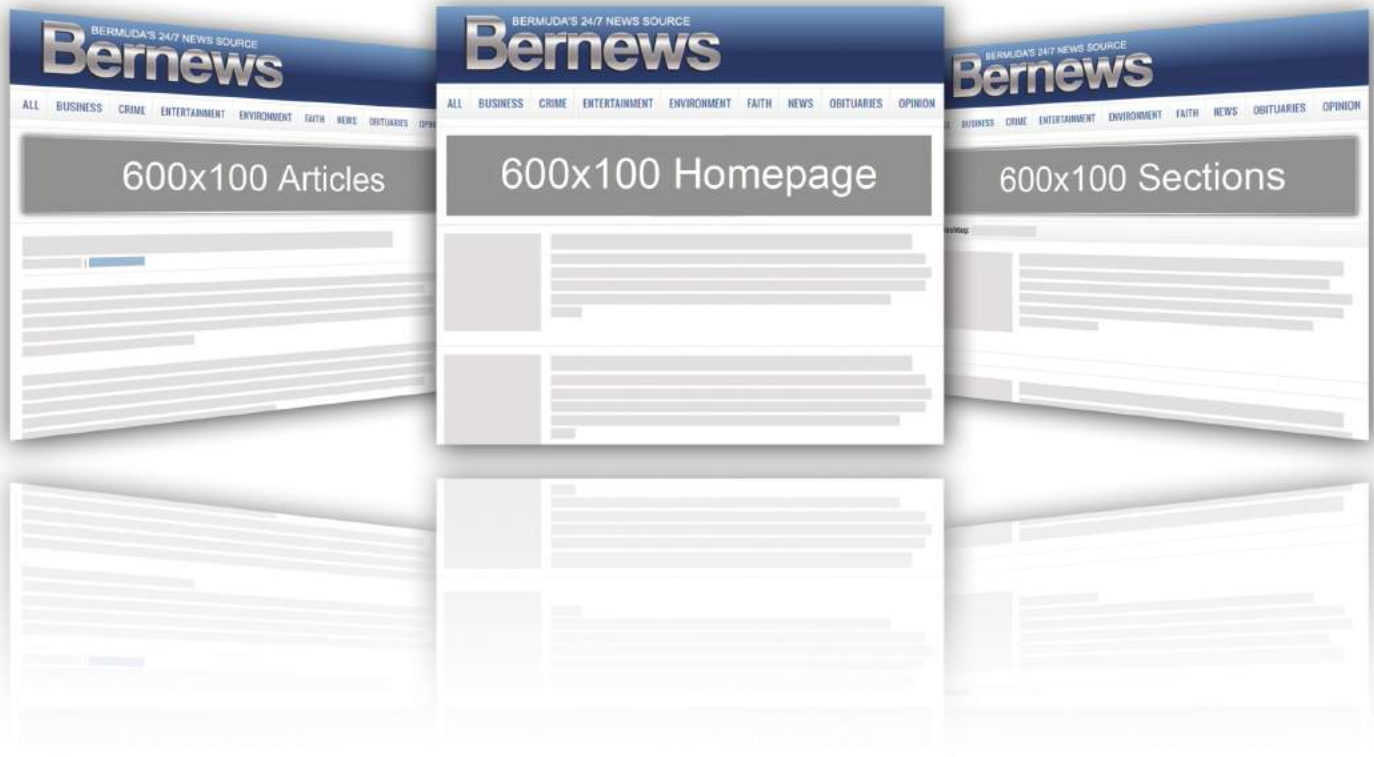 BERMUDA'S 24/7 NEWS SOURCE
Bernews
ALL BUSINESS CRIME ENTERTAINMENT ENVIRONMENT FAITH NEWS OBITUARIES
600x100 Articles
BERMUDA'S 24/7 NEWS SOURCE
Bernews
ALL BUSINESS CRIME ENTERTAINMENT ENVIRONMENT FAITH NEWS OBITUARIES OPINION
600x100 Homepage
BERMUDA'S 24/7 NEWS SOURCE
Bernews
BUSINESS CRIME ENTERTAINMENT ENVIRONMENT FAITH NEWS OBITUARIES OPINION
600x100 Sections